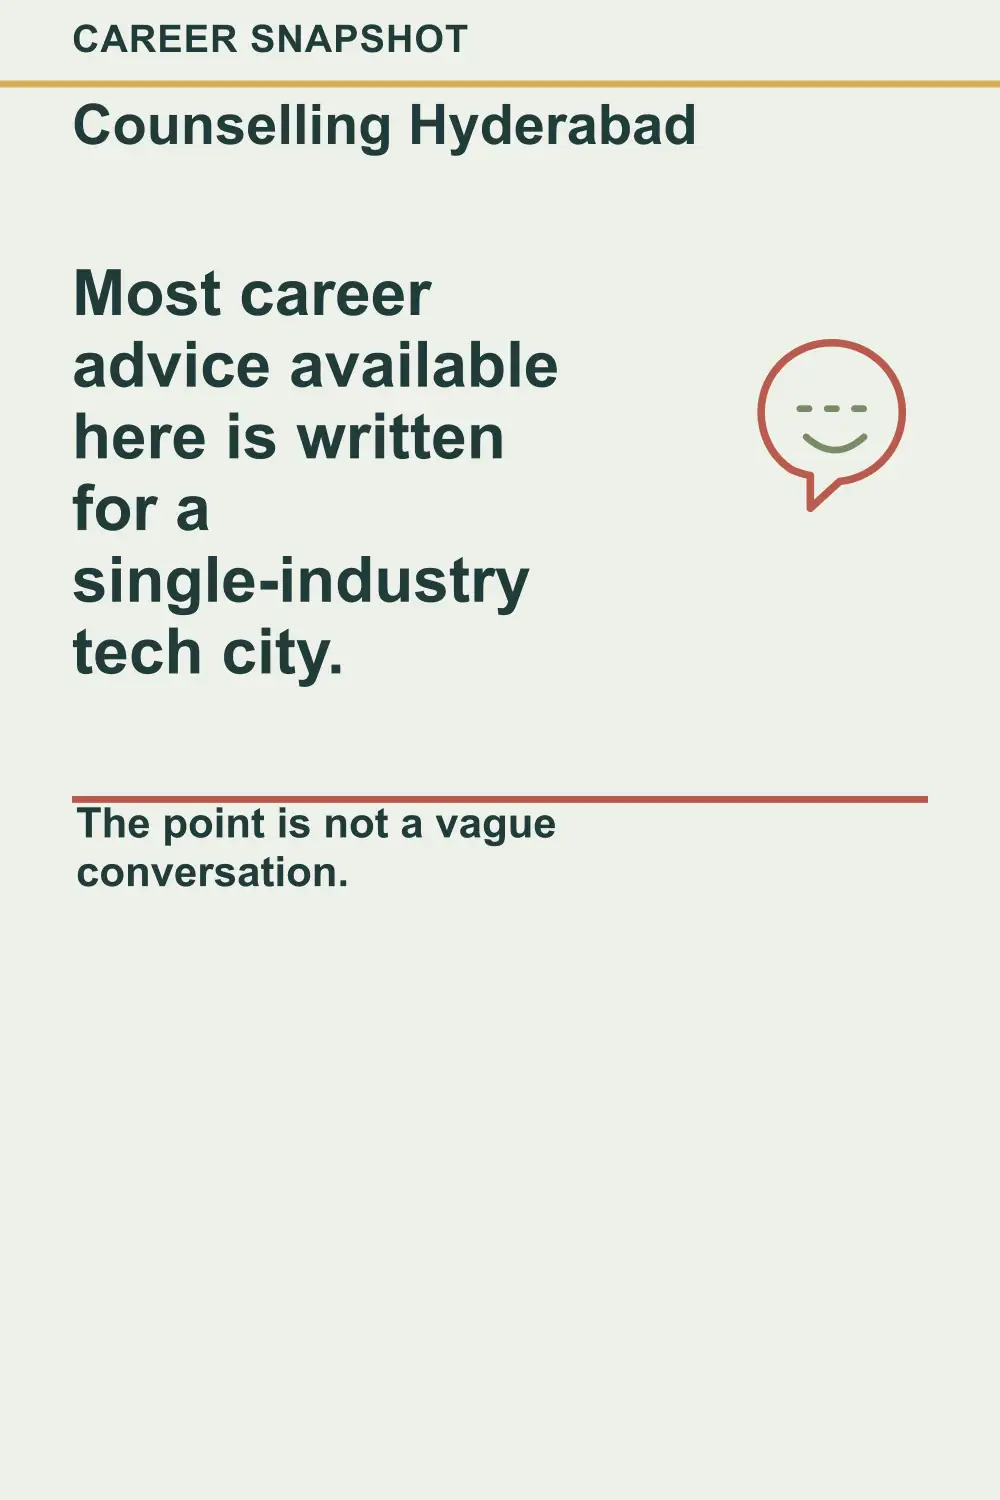 CAREER SNAPSHOT
Counselling Hyderabad
Most career
advice available
here is written
for a
single-industry
tech city.
The point is not a vague
conversation.